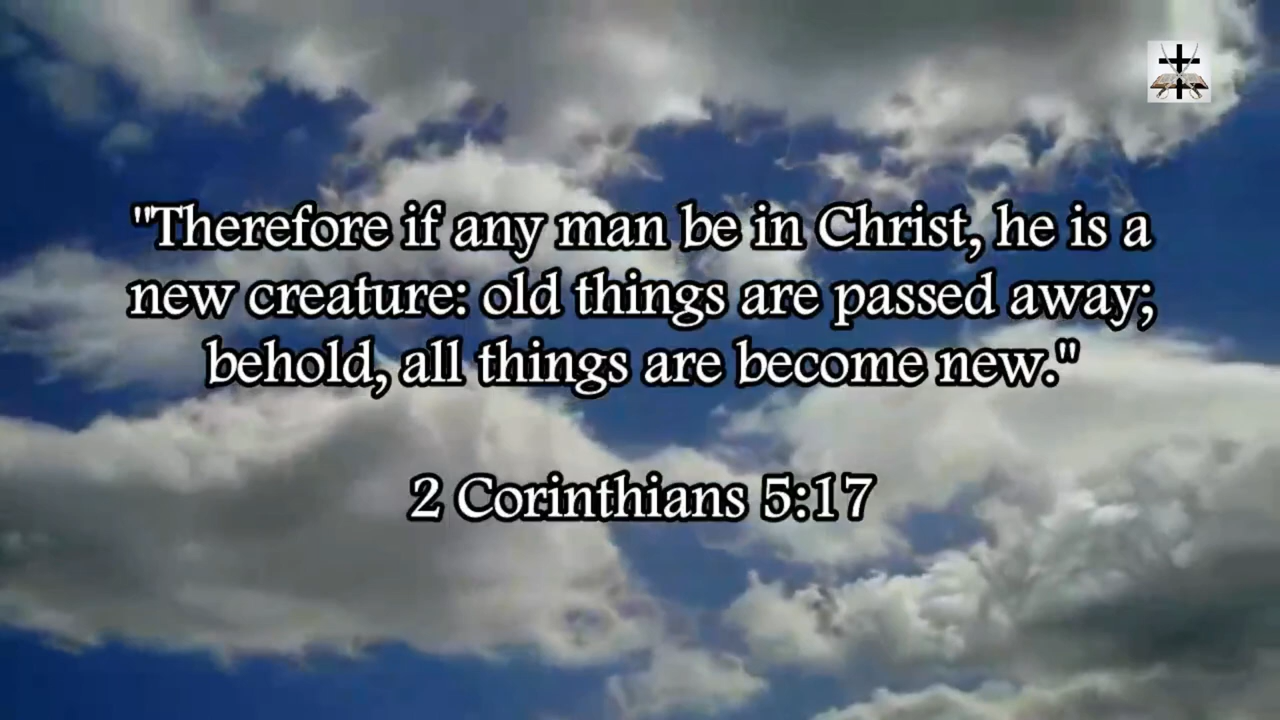 "Therefore if any man be in Christ, he is a
new creature: old things are passed away;
behold, all things are become new."
2 Corinthians 5:17